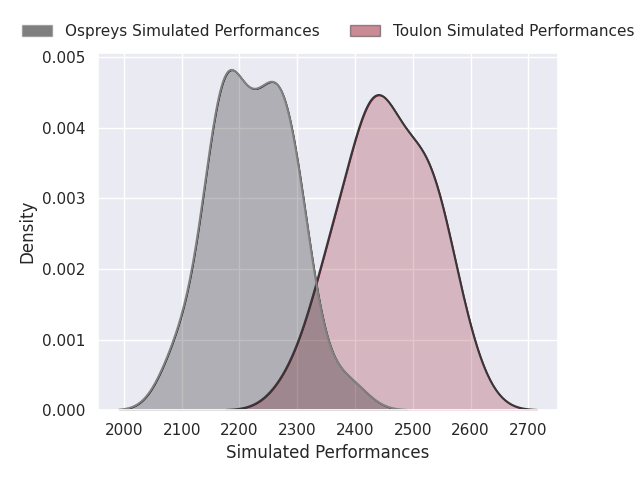 Ospreys Simulated Performances Toulon Simulated Performances
0.005
0.004
0.003
0.002
0.001
0.000
Density
2000 2100 2200 2300 2400 2500 2600 2700
Simulated Performances